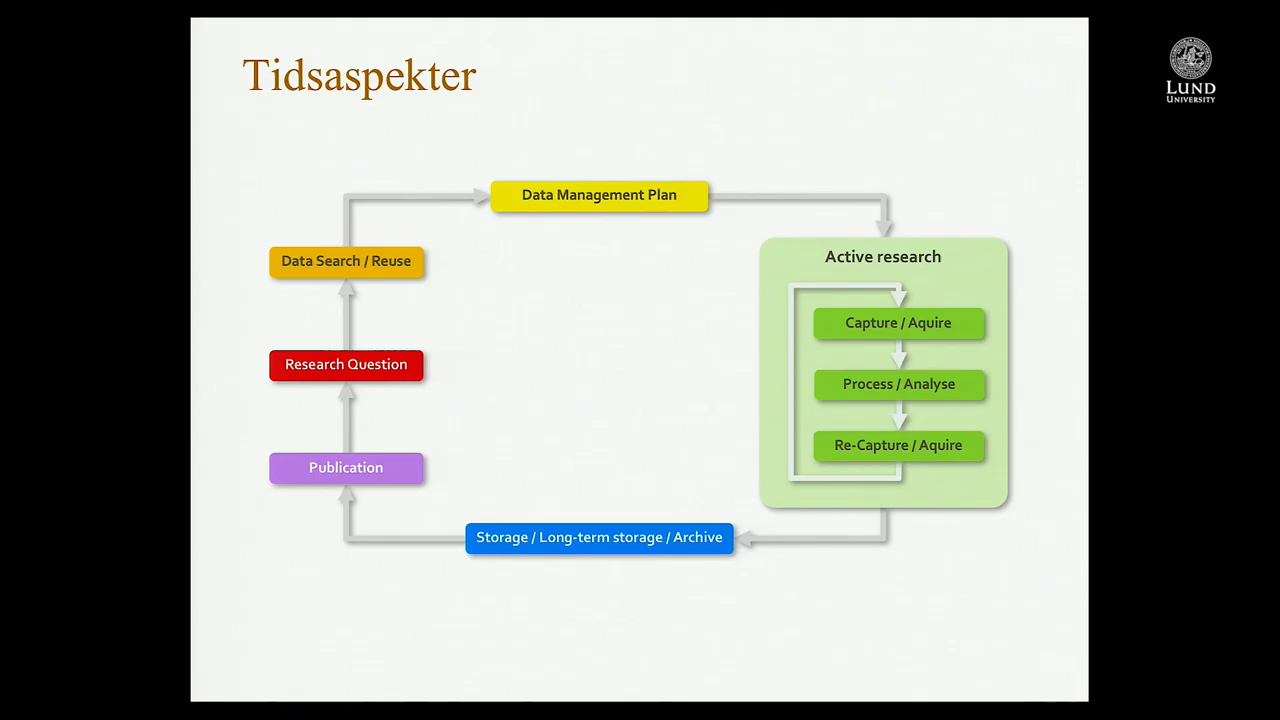 Tidsaspekter
LUND
UNIVERSITY
Data Management Plan
Data Search / Reuse
Active research
Capture / Aquire
Research Question
Process / Analyse
Re-Capture / Aquire
Publication
Storage / Long-term storage / Archive